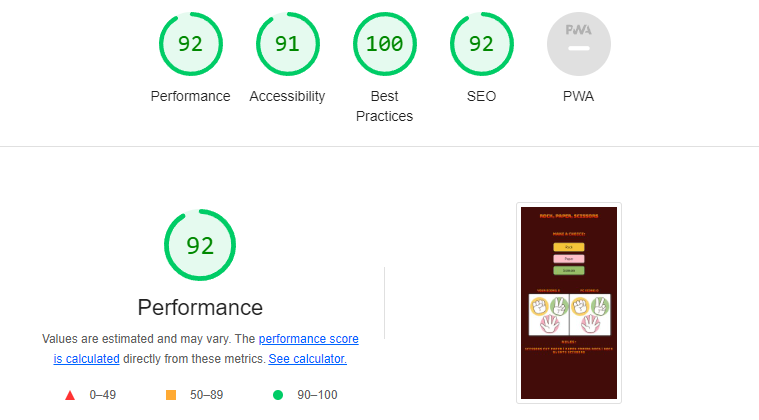 92
91
100
92
PWA
Performance
Accessibility
Best
Practices
SEO
PWA
92
Performance
Values are estimated and may vary. The performance score
is calculated directly from these metrics. See calculator.
0–49
50–89
90–100
ROCK, PAPER, SCISSORS
MAKE A CHOICE!
Rock
Paper
Scissors
RULES: